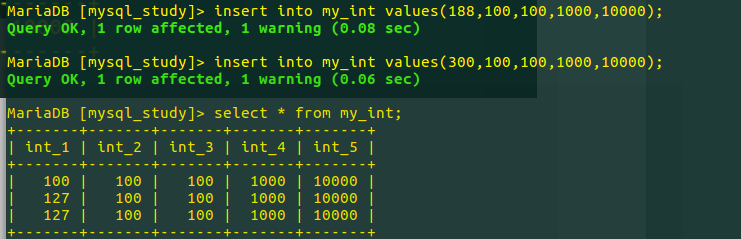 MariaDB [mysql_study]> insert into my_int values(188,100,100,1000,10000);
Query OK, 1 row affected, 1 warning (0.08 sec)
MariaDB [mysql_study]> insert into my_int values(300,100,100,1000,10000);
Query OK, 1 row affected, 1 warning (0.06 sec)
MariaDB [mysql_study]> select * from my_int;
+-------+-------+-------+-------+-------+
| int_1 | int_2 | int_3 | int_4 | int_5 |
+-------+-------+-------+-------+-------+
|   100 |   100 |   100 |  1000 | 10000 |
|   127 |   100 |   100 |  1000 | 10000 |
|   127 |   100 |   100 |  1000 | 10000 |
+-------+-------+-------+-------+-------+